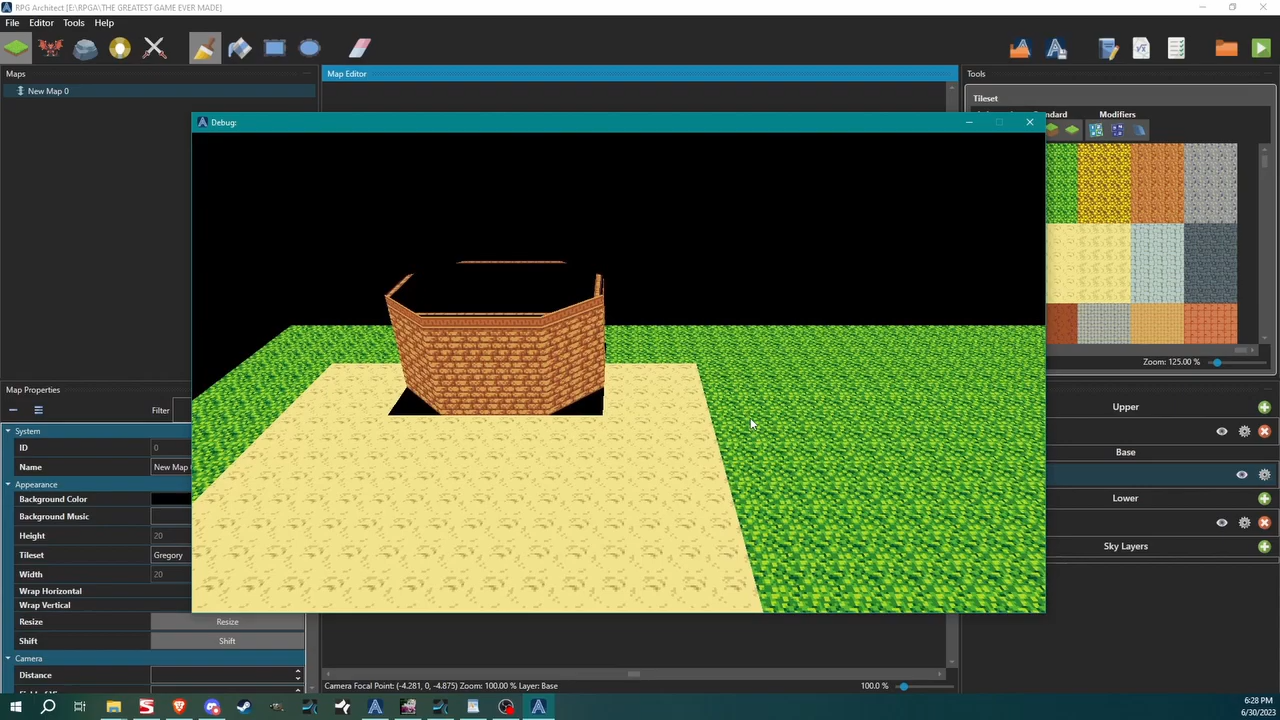 RPG Architect [E:\RPGA\THE GREATEST GAME EVER MADE]
File Editor Tools Help
Maps
New Map 0
Map Editor
Tools
Tileset
Modifiers
Debug:
Zoom: 125.00 %
Map Properties
Filter
System
ID 0
Name New Map
Appearance
Background Color
Background Music
Height 20
Tileset Gregory
Width 20
Wrap Horizontal
Wrap Vertical
Resize Resize
Shift Shift
Camera
Distance
Upper
Base
Lower
Sky Layers
Camera Focal Point: (-4.281, 0, -4.875) Zoom: 100.00 % Layer: Base
100.0 %
6:28 PM
6/30/2023